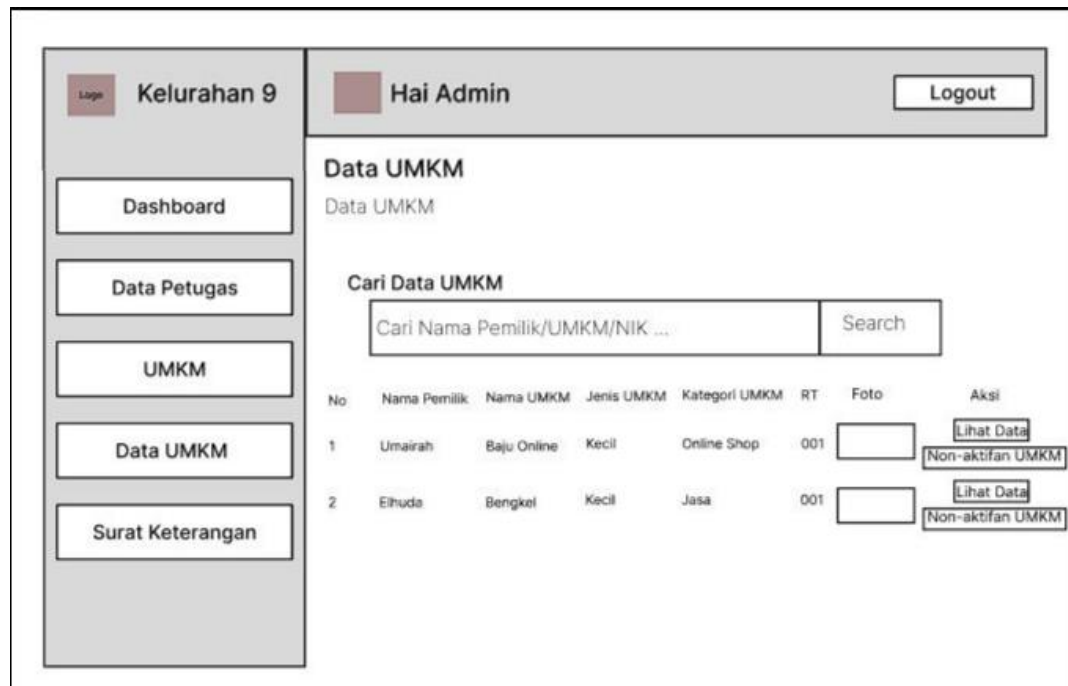 Logo
Kelurahan 9
Hai Admin
Logout
Dashboard
Data Petugas
UMKM
Data UMKM
Surat Keterangan
Data UMKM
Data UMKM
Cari Data UMKM
Cari Nama Pemilik/UMKM/NIK ...
Search
No Nama Pemilik Nama UMKM Jenis UMKM Kategori UMKM RT Foto Aksi
1 Umairah Baju Online Kecil Online Shop 001 Lihat Data
Non-aktifan UMKM
2 Elhuda Bengkel Kecil Jasa 001 Lihat Data
Non-aktifan UMKM